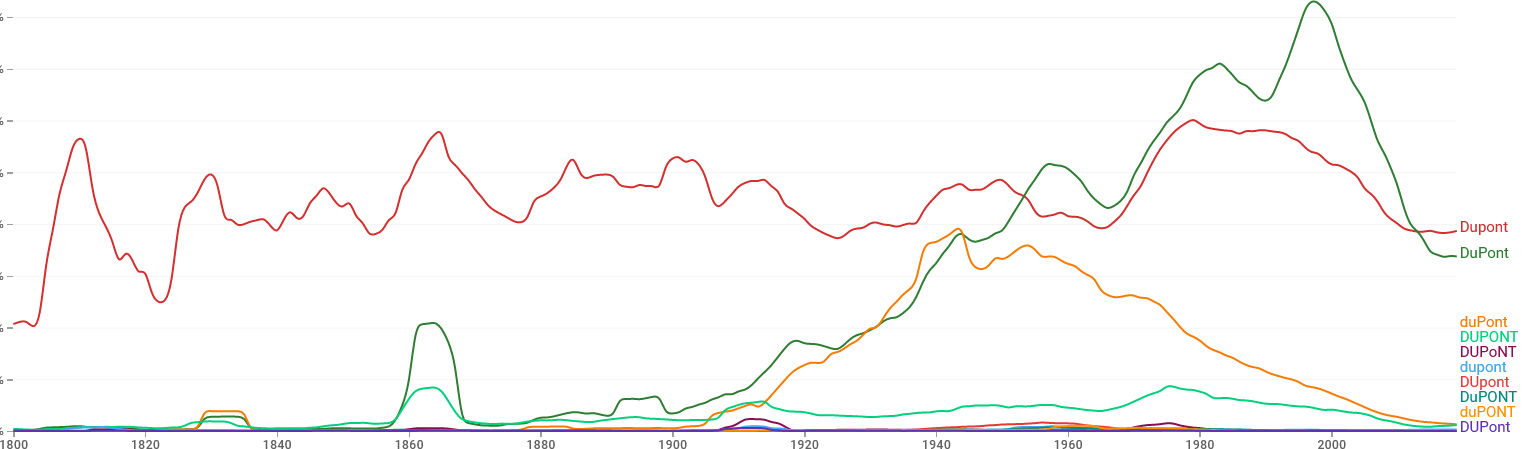 %
%
%
%
%
%
%
%
%
1800 1820 1840 1860 1880 1900 1920 1940 1960 1980 2000
Dupont
DuPont
duPont
DUPONT
DUPoNT
dupont
DUpont
DuPONT
duPONT
DUPont